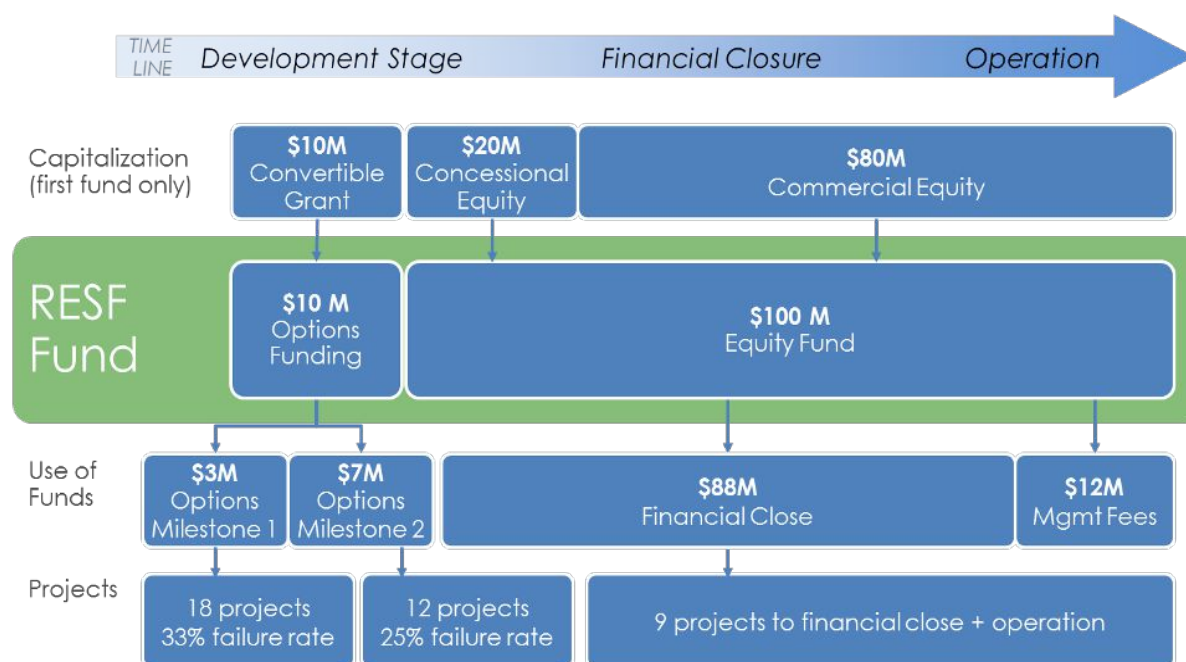 TIME
LINE
Development Stage
Financial Closure
Operation
Capitalization
(first fund only)
$10M
Convertible
Grant
$20M
Concessional
Equity
$80M
Commercial Equity
RESF
Fund
$10 M
Options
Funding
$100 M
Equity Fund
Use of
Funds
$3M
Options
Milestone 1
$7M
Options
Milestone 2
$88M
Financial Close
$12M
Mgmt Fees
Projects
18 projects
33% failure rate
12 projects
25% failure rate
9 projects to financial close + operation